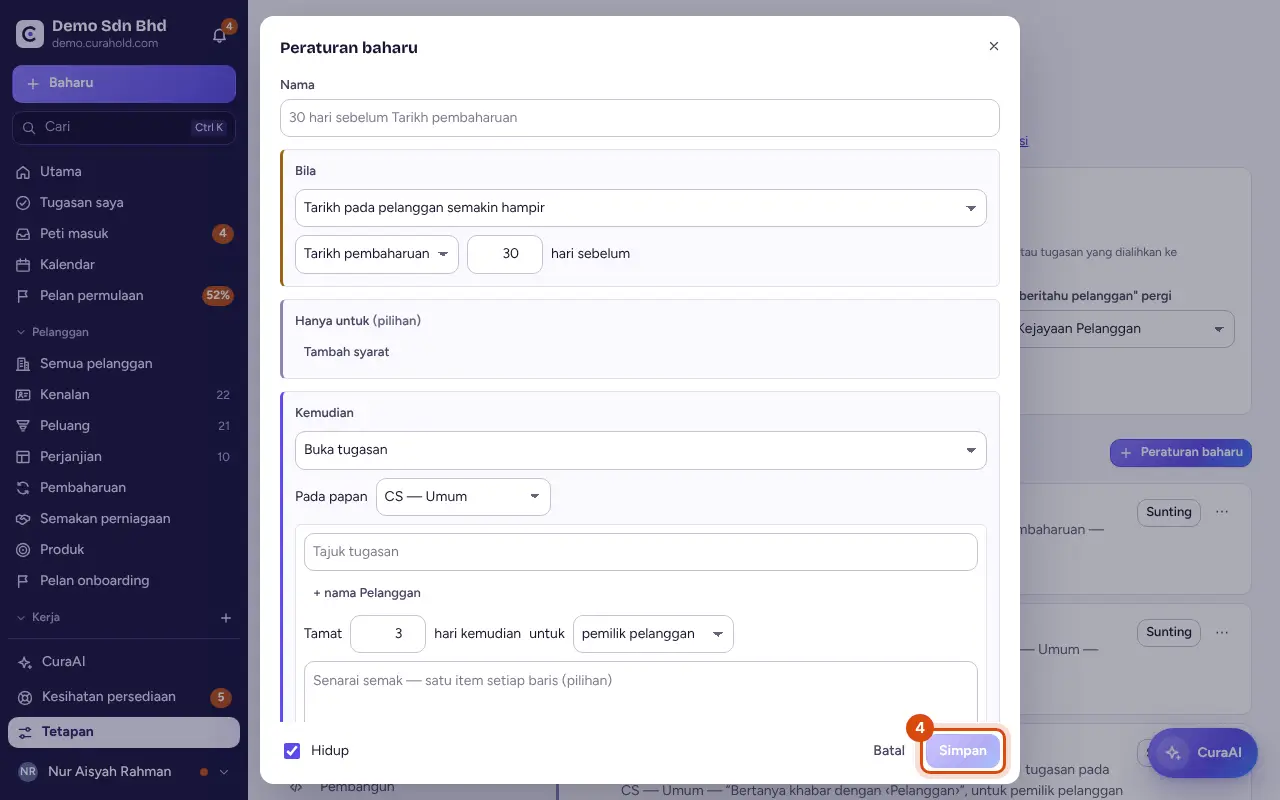 Demo Sdn Bhd
demo.curahold.com
4
+ Baharu
Cari
Ctrl K
Utama
Tugasan saya
Peti masuk
4
Kalendar
Pelan permulaan
52%
Pelanggan
Semua pelanggan
Kenalan
22
Peluang
21
Perjanjian
10
Pembaharuan
Semakan perniagaan
Produk
Pelan onboarding
Kerja
+
CuraAI
Kesihatan persediaan
5
Tetapan
NR
Nur Aisyah Rahman
Peraturan baharu
×
Nama
30 hari sebelum Tarikh pembaharuan
Bila
Tarikh pada pelanggan semakin hampir
Tarikh pembaharuan
30
hari sebelum
Hanya untuk (pilihan)
Tambah syarat
Kemudian
Buka tugasan
Pada papan
CS — Umum
Tajuk tugasan
+ nama Pelanggan
Tamat
3
hari kemudian
untuk
pemilik pelanggan
Senarai semak — satu item setiap baris (pilihan)
Hidup
Batal
4
Simpan
si
tau tugasan yang dialihkan ke
beritahu pelanggan" pergi
Kejayaan Pelanggan
+ Peraturan baharu
Sunting
...
mbaharuan —
Sunting
...
— Umum —
CuraAI
tugasan pada
CS — Umum — "Bertanya khabar dengan ‹Pelanggan›", untuk pemilik pelanggan
Pembangun